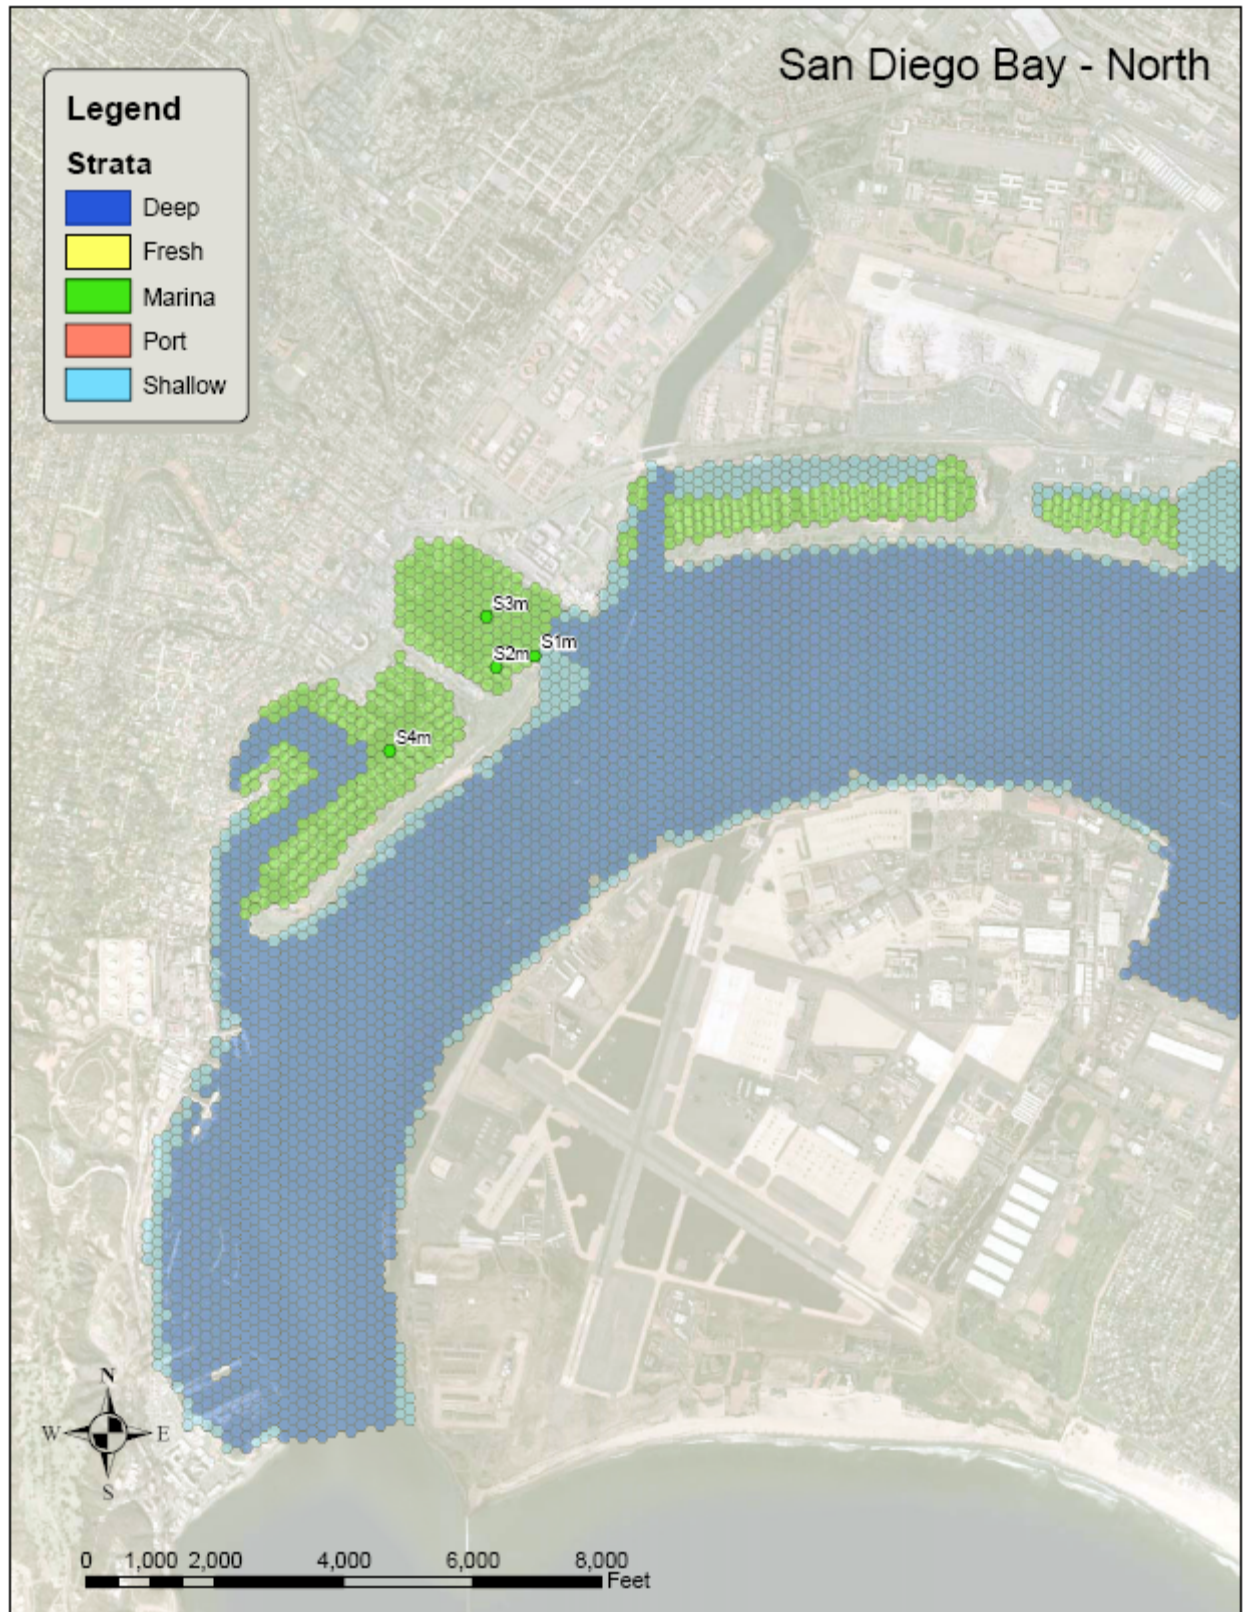 San Diego Bay - North
Legend
Strata
Deep
Fresh
Marina
Port
Shallow
S3m
S1m
S2m
S4m
N
W E
S
0 1,000 2,000 4,000 6,000 8,000
Feet